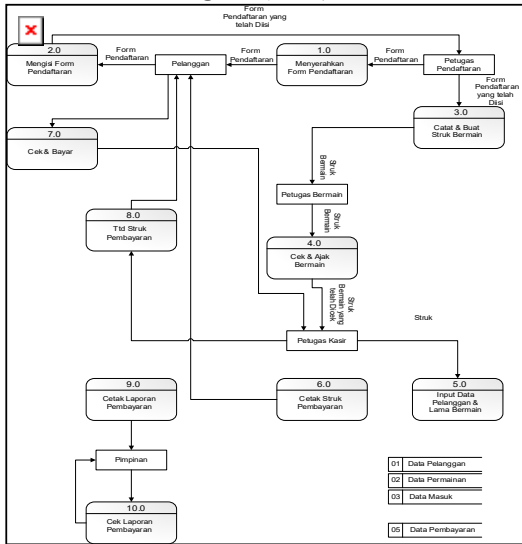 Form
Pendaftaran yang
telah Diisi
2.0
Mengisi Form
Pendaftaran
Form
Pendaftaran
Pelanggan
Form
Pendaftaran
1.0
Menyerahkan
Form Pendaftaran
Form
Pendaftaran
Petugas
Pendaftaran
Form
Pendaftaran
yang telah
Diisi
3.0
Catat & Buat
Struk Bermain
7.0
Cek & Bayar
Struk
Bermain
Petugas Bermain
Struk
Bermain
8.0
Ttd Struk
Pembayaran
4.0
Cek & Ajak
Bermain
Struk
Bermain yang
telah Dicek
Petugas Kasir
Struk
9.0
Cetak Laporan
Pembayaran
6.0
Cetak Struk
Pembayaran
5.0
Input Data
Pelanggan &
Lama Bermain
Pimpinan
10.0
Cek Laporan
Pembayaran
01 Data Pelanggan
02 Data Permainan
03 Data Masuk
05 Data Pembayaran